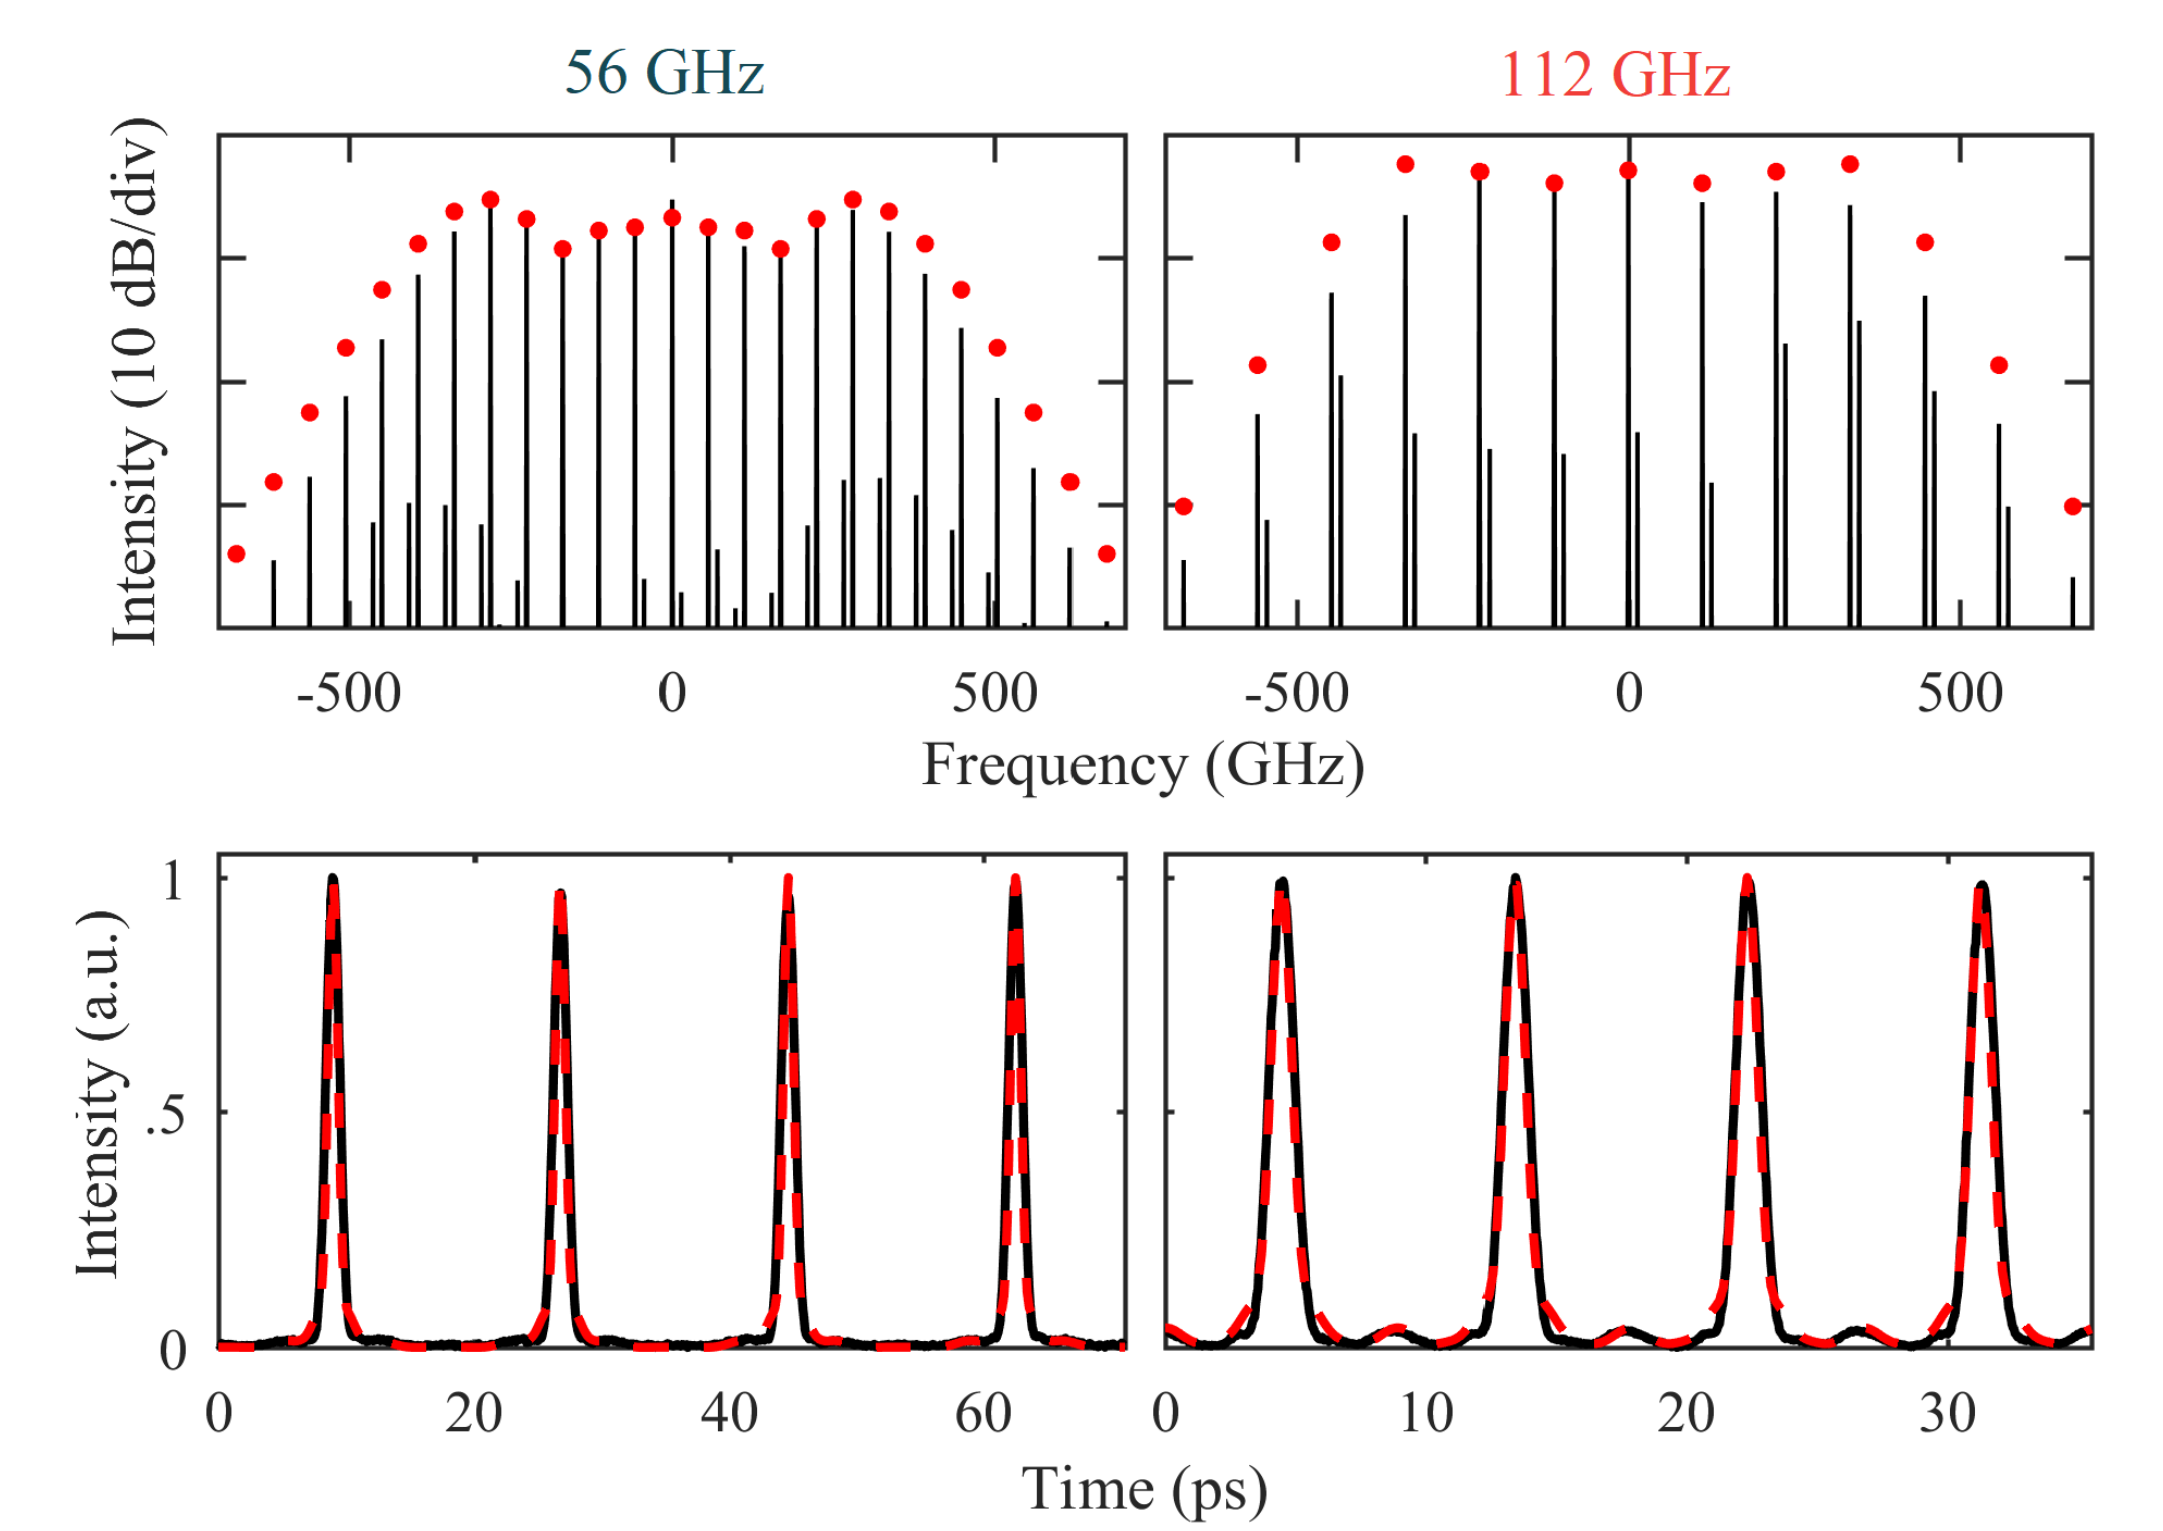 56 GHz
112 GHz
Intensity (10 dB/div)
-500 0 500
-500 0 500
Frequency (GHz)
Intensity (a.u.)
1
.5
0
0 20 40 60
0 10 20 30
Time (ps)